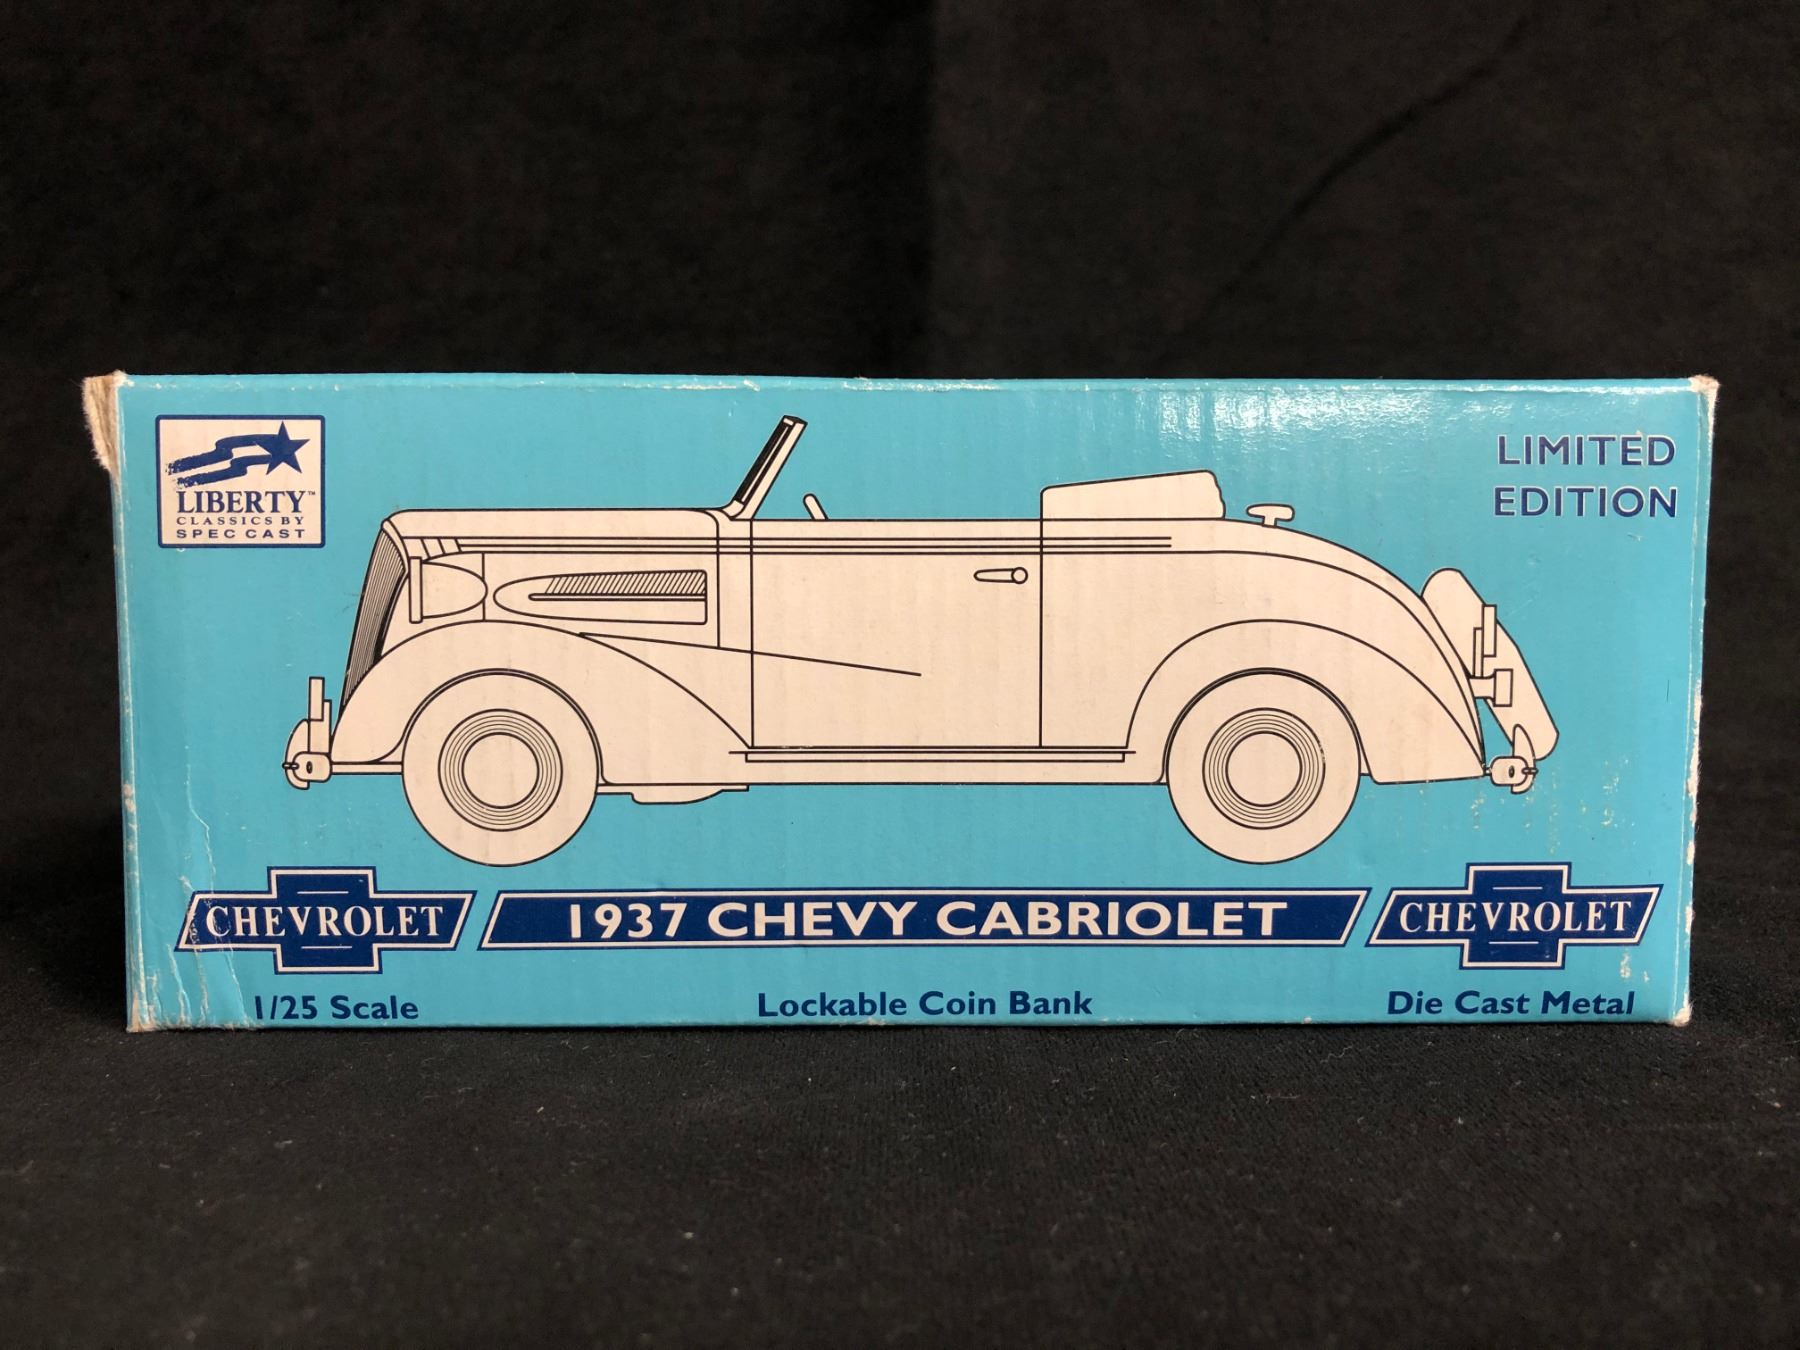 LIBERTY™
CLASSICS BY
SPEC CAST
LIMITED
EDITION
CHEVROLET
1937 CHEVY CABRIOLET
CHEVROLET
1/25 Scale
Lockable Coin Bank
Die Cast Metal